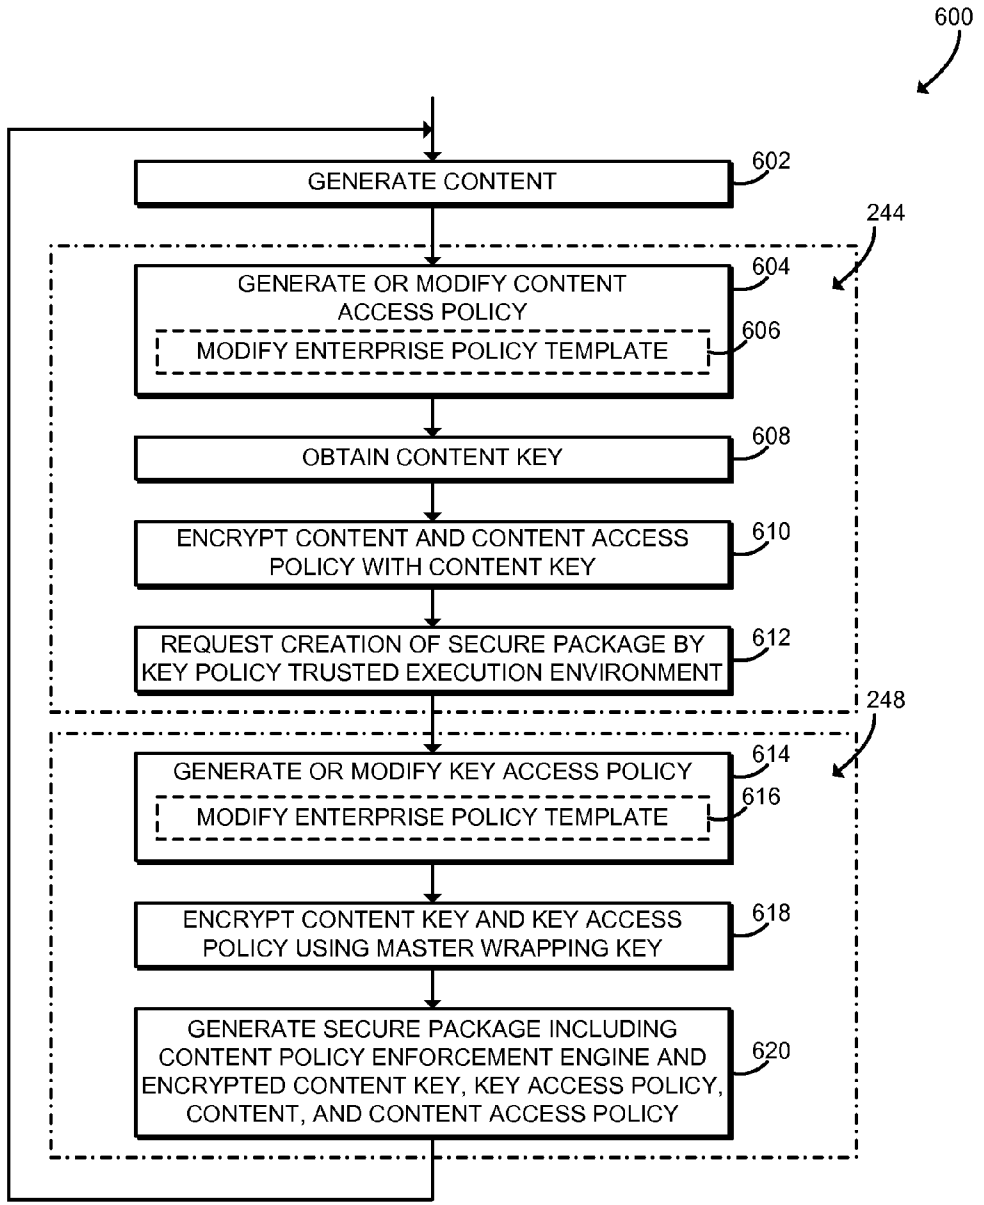 600
602
GENERATE CONTENT
244
604
GENERATE OR MODIFY CONTENT
ACCESS POLICY
606
MODIFY ENTERPRISE POLICY TEMPLATE
608
OBTAIN CONTENT KEY
610
ENCRYPT CONTENT AND CONTENT ACCESS
POLICY WITH CONTENT KEY
612
REQUEST CREATION OF SECURE PACKAGE BY
KEY POLICY TRUSTED EXECUTION ENVIRONMENT
248
614
GENERATE OR MODIFY KEY ACCESS POLICY
616
MODIFY ENTERPRISE POLICY TEMPLATE
618
ENCRYPT CONTENT KEY AND KEY ACCESS
POLICY USING MASTER WRAPPING KEY
GENERATE SECURE PACKAGE INCLUDING
620
CONTENT POLICY ENFORCEMENT ENGINE AND
ENCRYPTED CONTENT KEY, KEY ACCESS POLICY,
CONTENT, AND CONTENT ACCESS POLICY